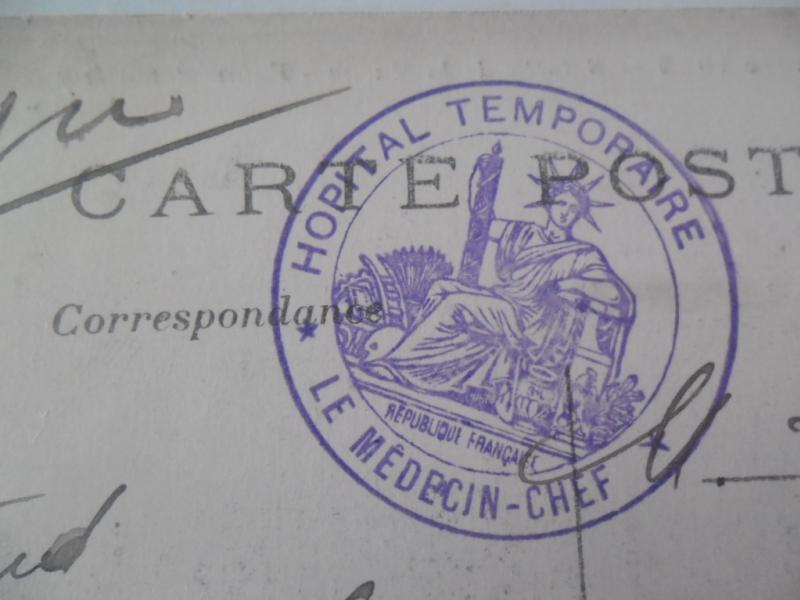 CARTE POST
Correspondance
HOPITAL TEMPORAIRE
RÉPUBLIQUE FRANÇAISE
LE MÉDECIN-CHEF